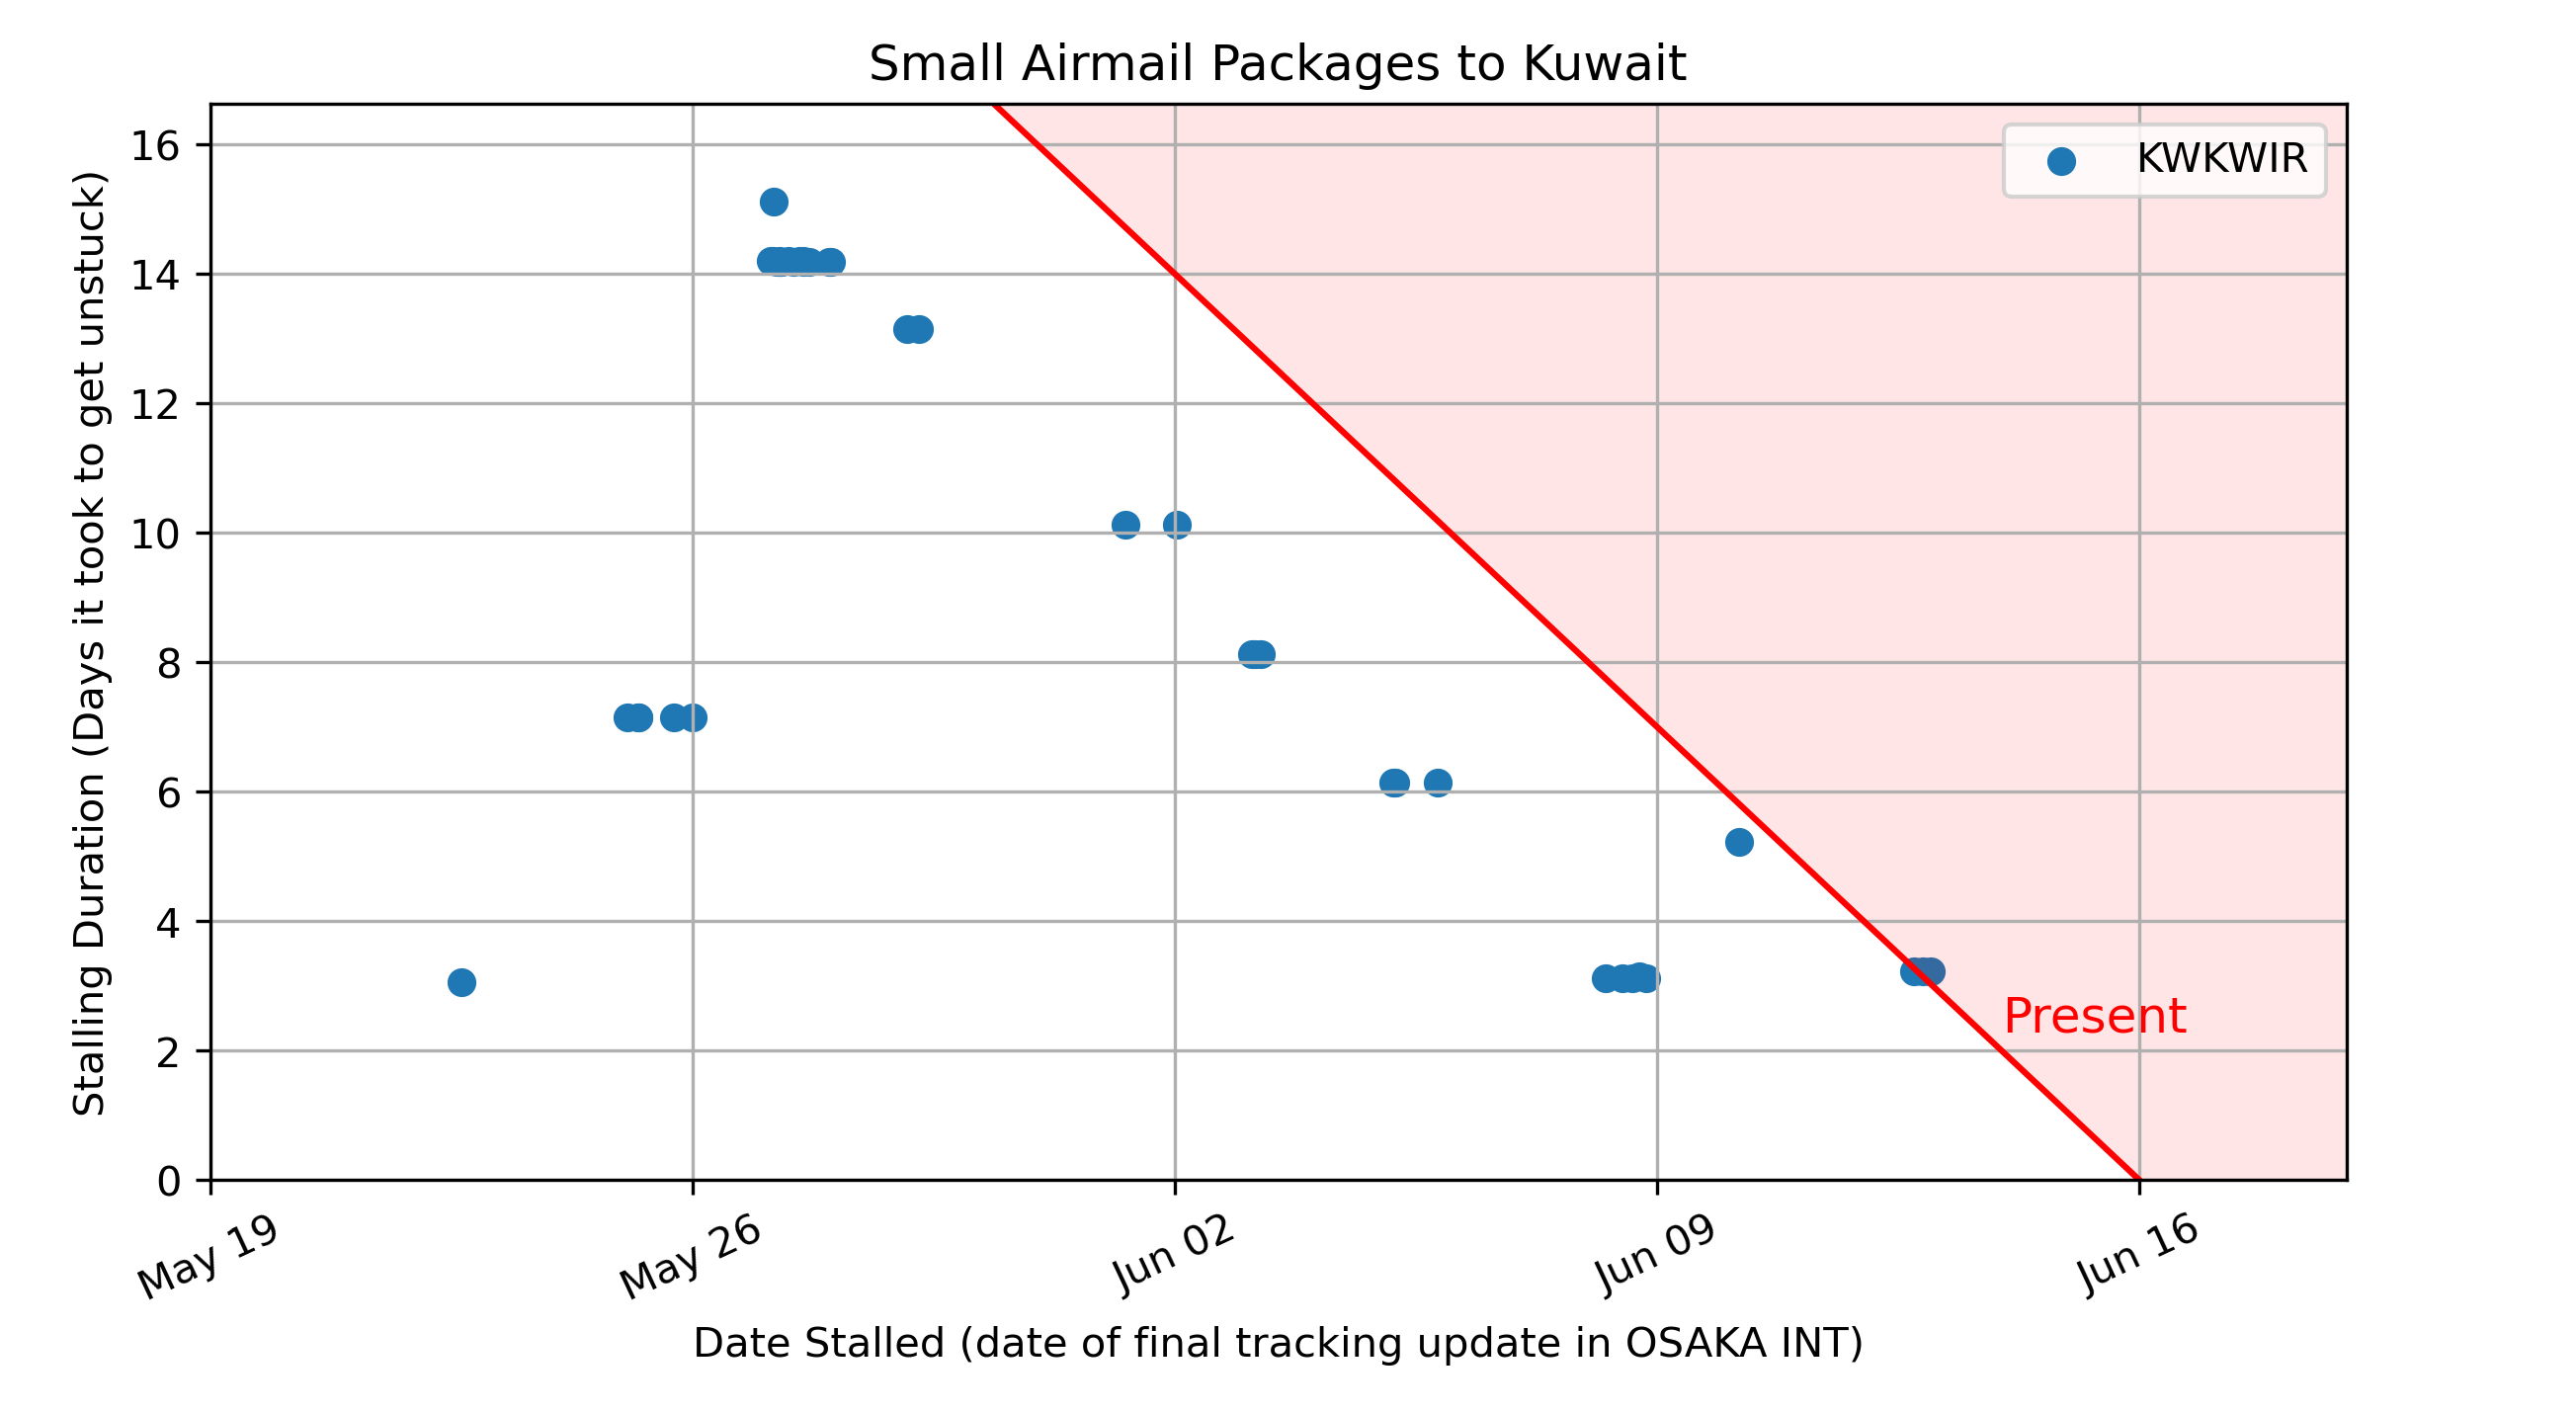 Small Airmail Packages to Kuwait
Stalling Duration (Days it took to get unstuck)
16
14
12
10
8
6
4
2
0
KWKWIR
Present
May 19
May 26
Jun 02
Jun 09
Jun 16
Date Stalled (date of final tracking update in OSAKA INT)